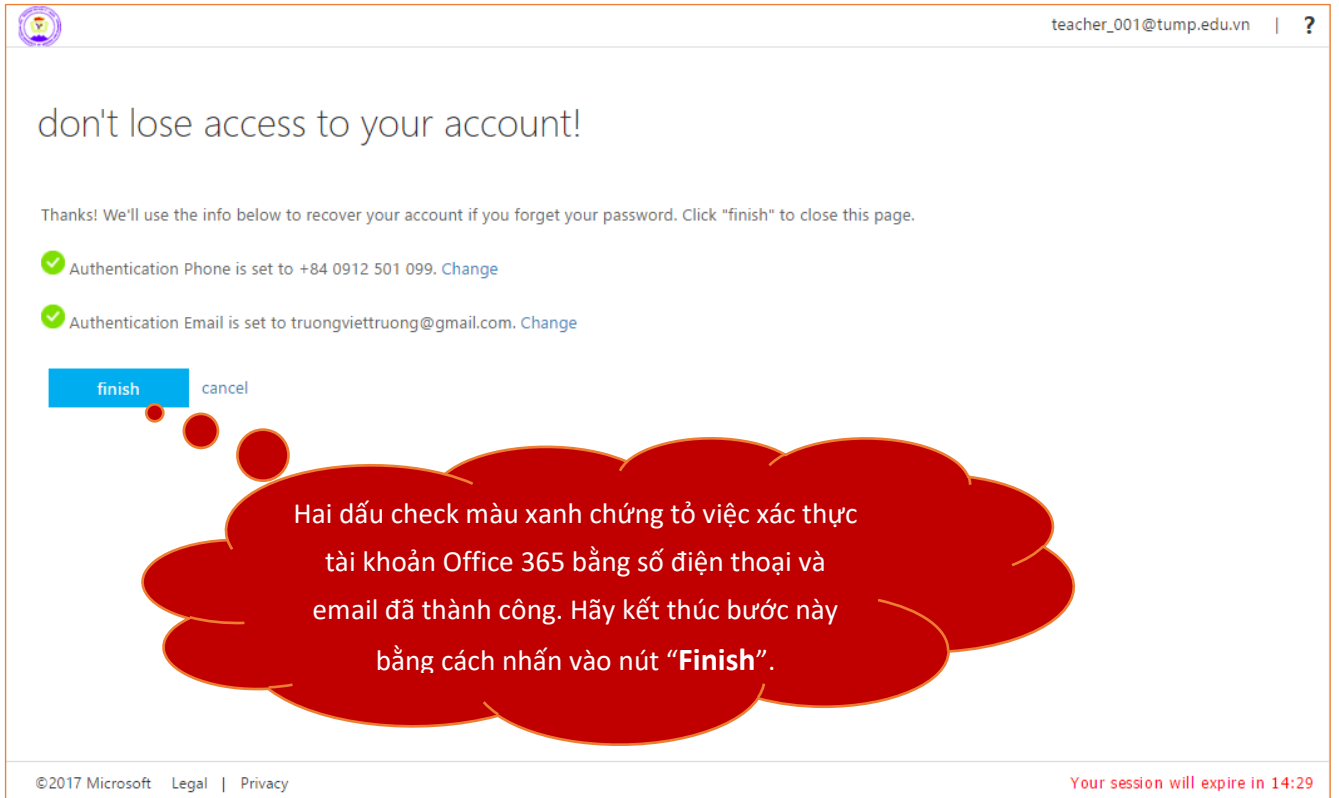 teacher_001@tump.edu.vn | ?
don't lose access to your account!
Thanks! We'll use the info below to recover your account if you forget your password. Click "finish" to close this page.
Authentication Phone is set to +84 0912 501 099. Change
Authentication Email is set to truongviettruong@gmail.com. Change
finish cancel
Hai dấu check màu xanh chứng tỏ việc xác thực
tài khoản Office 365 bằng số điện thoại và
email đã thành công. Hãy kết thúc bước này
bằng cách nhấn vào nút “Finish”.
©2017 Microsoft Legal | Privacy
Your session will expire in 14:29